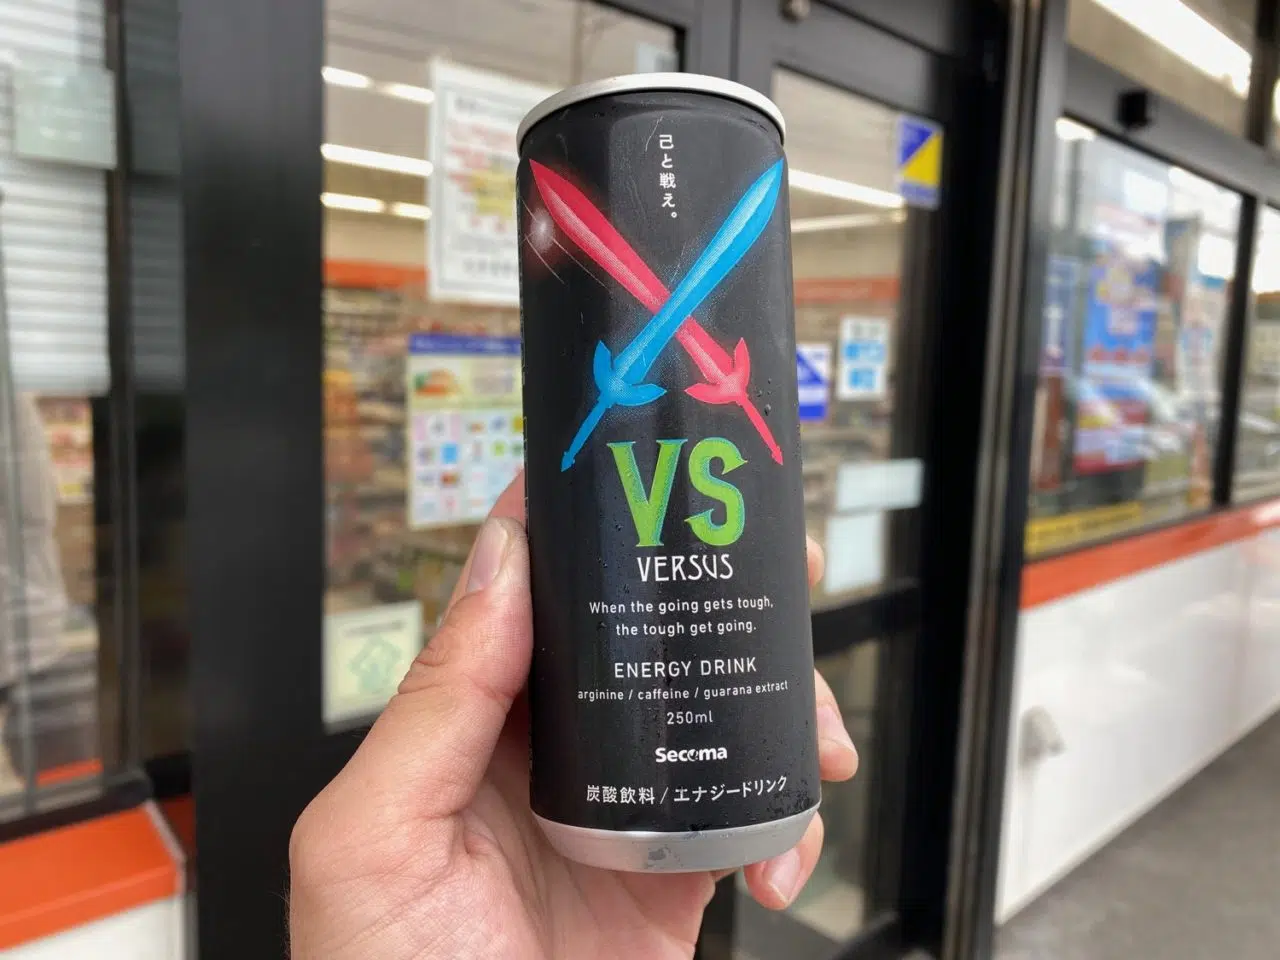 己と戦え。
VS
VERSUS
When the going gets tough,
the tough get going.
ENERGY DRINK
arginine / caffeine / guarana extract
250ml
Secoma
炭酸飲料 / エナジードリンク